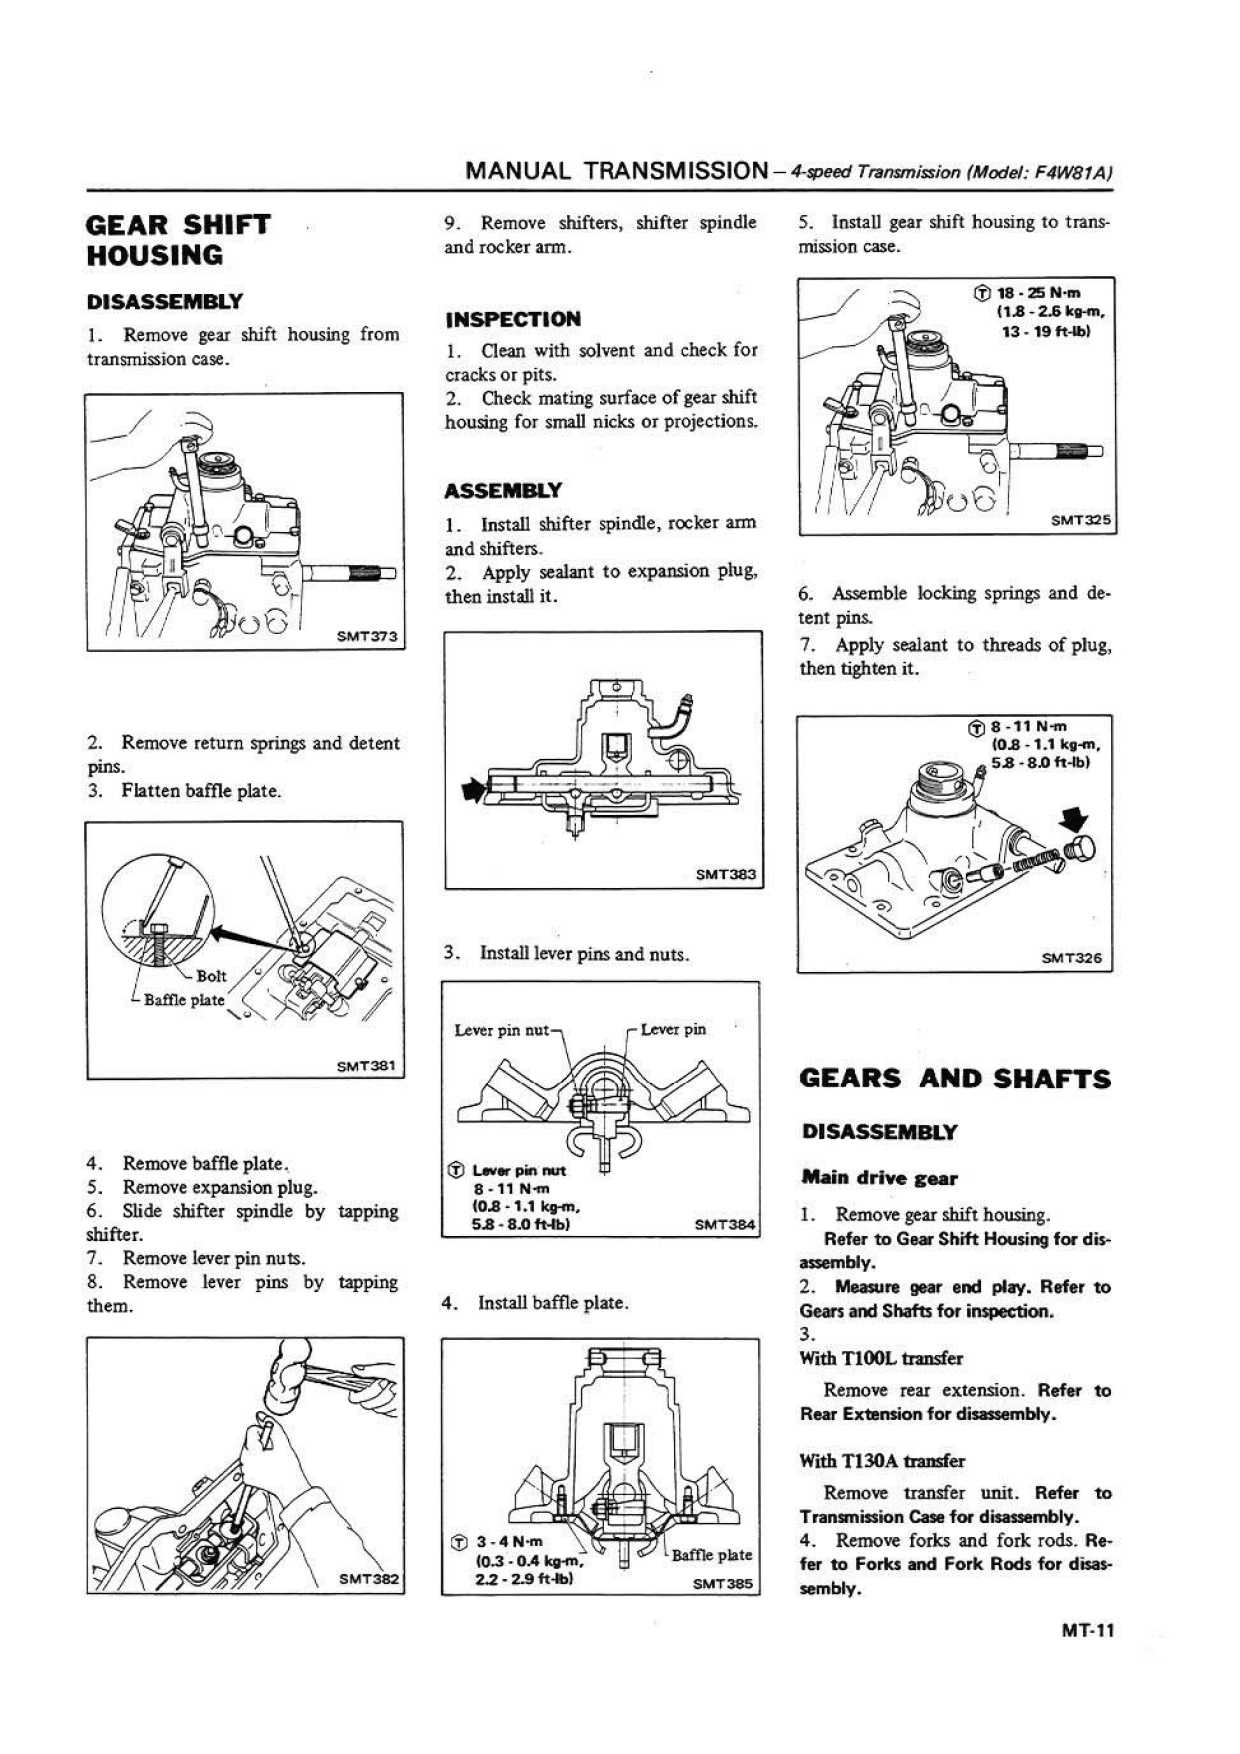 MANUAL TRANSMISSION – 4-speed Transmission (Model: F4W81A)
GEAR SHIFT
HOUSING
DISASSEMBLY
1. Remove gear shift housing from
transmission case.
SMT373
2. Remove return springs and detent
pins.
3. Flatten baffle plate.
Bolt
Baffle plate
SMT381
4. Remove baffle plate.
5. Remove expansion plug.
6. Slide shifter spindle by tapping
shifter.
7. Remove lever pin nuts.
8. Remove lever pins by tapping
them.
SMT382
9. Remove shifters, shifter spindle
and rocker arm.
INSPECTION
1. Clean with solvent and check for
cracks or pits.
2. Check mating surface of gear shift
housing for small nicks or projections.
ASSEMBLY
1. Install shifter spindle, rocker arm
and shifters.
2. Apply sealant to expansion plug,
then install it.
SMT383
3. Install lever pins and nuts.
Lever pin nut
Lever pin
Ⓣ Lever pin nut
8 - 11 N·m
(0.8 - 1.1 kg-m,
5.8 - 8.0 ft-lb)
SMT384
4. Install baffle plate.
Ⓣ 3 - 4 N·m
(0.3 - 0.4 kg-m,
2.2 - 2.9 ft-lb)
Baffle plate
SMT385
5. Install gear shift housing to trans-
mission case.
Ⓣ 18 - 25 N·m
(1.8 - 2.6 kg-m,
13 - 19 ft-lb)
SMT325
6. Assemble locking springs and de-
tent pins.
7. Apply sealant to threads of plug,
then tighten it.
Ⓣ 8 - 11 N·m
(0.8 - 1.1 kg-m,
5.8 - 8.0 ft-lb)
SMT326
GEARS AND SHAFTS
DISASSEMBLY
Main drive gear
1. Remove gear shift housing.
Refer to Gear Shift Housing for dis-
assembly.
2. Measure gear end play. Refer to
Gears and Shafts for inspection.
3.
With T100L transfer
Remove rear extension. Refer to
Rear Extension for disassembly.
With T130A transfer
Remove transfer unit. Refer to
Transmission Case for disassembly.
4. Remove forks and fork rods. Re-
fer to Forks and Fork Rods for disas-
sembly.
MT-11